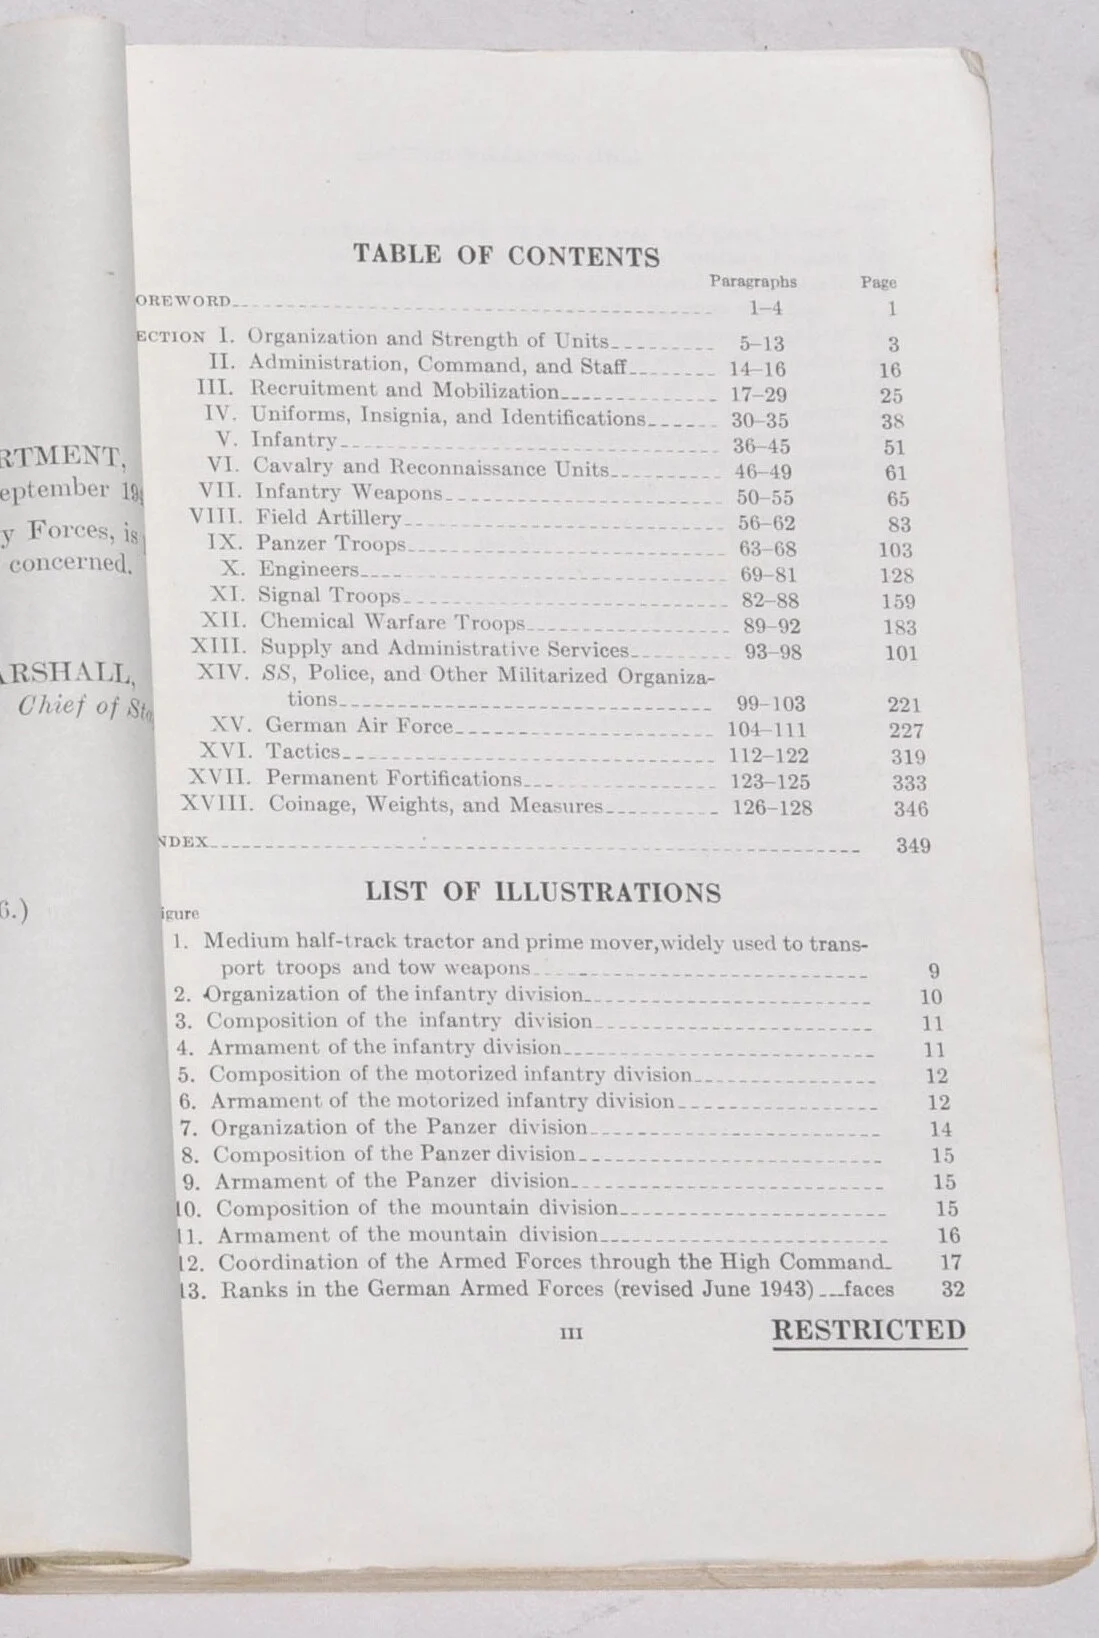 RTMENT,
eptember 19
y Forces, is
concerned.
ARSHALL,
Chief of Sta
6.)
TABLE OF CONTENTS
Paragraphs Page
OREWORD 1–4 1
ECTION I. Organization and Strength of Units 5–13 3
II. Administration, Command, and Staff 14–16 16
III. Recruitment and Mobilization 17–29 25
IV. Uniforms, Insignia, and Identifications 30–35 38
V. Infantry 36–45 51
VI. Cavalry and Reconnaissance Units 46–49 61
VII. Infantry Weapons 50–55 65
VIII. Field Artillery 56–62 83
IX. Panzer Troops 63–68 103
X. Engineers 69–81 128
XI. Signal Troops 82–88 159
XII. Chemical Warfare Troops 89–92 183
XIII. Supply and Administrative Services 93–98 101
XIV. SS, Police, and Other Militarized Organiza-
tions 99–103 221
XV. German Air Force 104–111 227
XVI. Tactics 112–122 319
XVII. Permanent Fortifications 123–125 333
XVIII. Coinage, Weights, and Measures 126–128 346
NDEX 349
LIST OF ILLUSTRATIONS
igure
1. Medium half-track tractor and prime mover, widely used to trans-
port troops and tow weapons 9
2. Organization of the infantry division 10
3. Composition of the infantry division 11
4. Armament of the infantry division 11
5. Composition of the motorized infantry division 12
6. Armament of the motorized infantry division 12
7. Organization of the Panzer division 14
8. Composition of the Panzer division 15
9. Armament of the Panzer division 15
10. Composition of the mountain division 15
11. Armament of the mountain division 16
12. Coordination of the Armed Forces through the High Command 17
13. Ranks in the German Armed Forces (revised June 1943) faces 32
III RESTRICTED